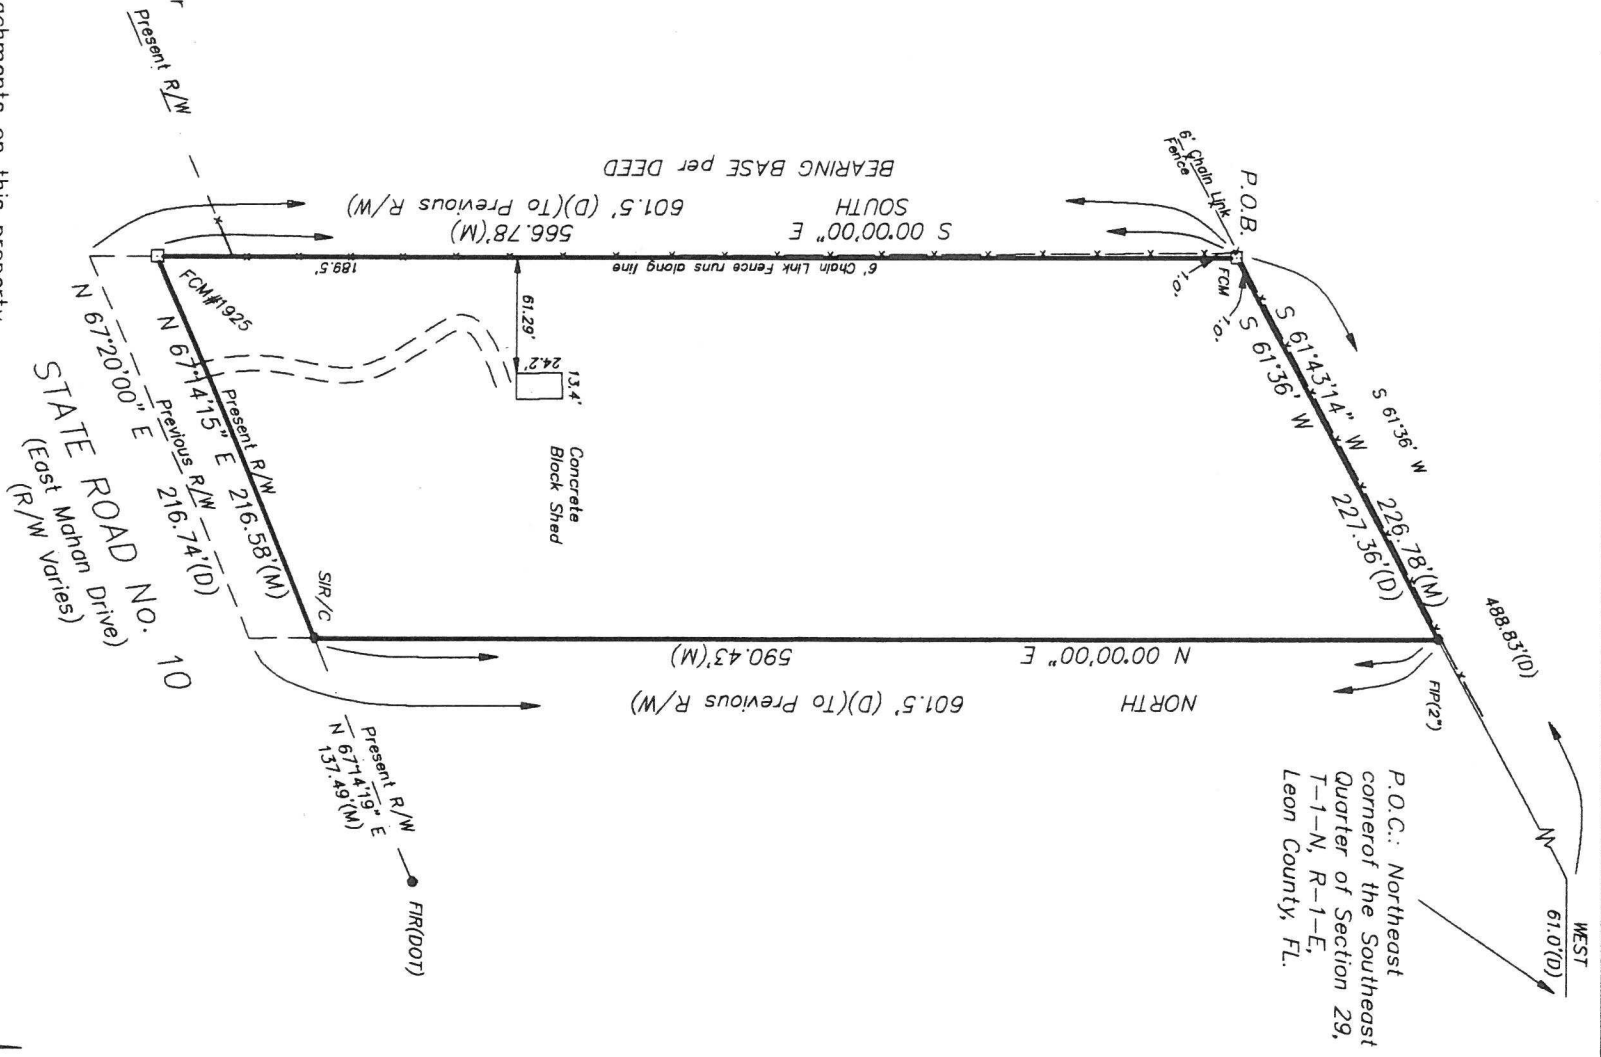 WEST
61.0'(D)
P.O.C.: Northeast
cornerof the Southeast
Quarter of Section 29,
T-1-N, R-1-E,
Leon County, FL.
488.83'(D)
S 61°36' W
FIP(2")
S 61°43'14" W 226.78'(M)
S 61°36' W 227.36'(D)
P.O.B.
6' Chain Link
Fence
FCM
1.0'
1.0'
BEARING BASE per DEED
SOUTH 601.5' (D)(To Previous R/W)
S 00°00'00" E 566.78'(M)
6' Chain Link Fence runs along line
189.5'
N 00°00'00" E 590.43'(M)
NORTH 601.5' (D)(To Previous R/W)
Concrete
Block Shed
13.4'
24.2'
61.29'
FCM#1925
SIR/C
Present R/W
Present R/W
N 67°14'15" E 216.58'(M)
Previous R/W
N 67°20'00" E 216.74'(D)
Present R/W
N 67°14'19" E
137.49'(M)
FIR(DOT)
STATE ROAD NO. 10
(East Mahan Drive)
(R/W Varies)
on this property